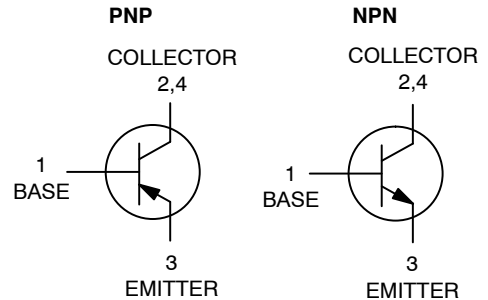 PNP
COLLECTOR
2,4
1
BASE
3
EMITTER
NPN
COLLECTOR
2,4
1
BASE
3
EMITTER